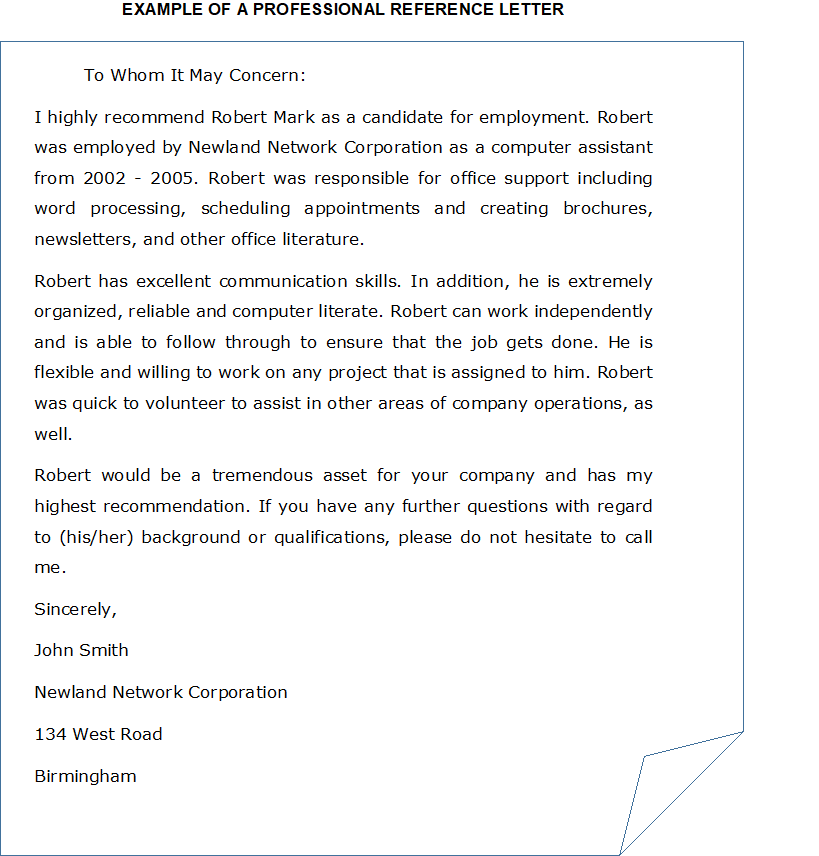 EXAMPLE OF A PROFESSIONAL REFERENCE LETTER
To Whom It May Concern:
I highly recommend Robert Mark as a candidate for employment. Robert
was employed by Newland Network Corporation as a computer assistant
from 2002 - 2005. Robert was responsible for office support including
word processing, scheduling appointments and creating brochures,
newsletters, and other office literature.
Robert has excellent communication skills. In addition, he is extremely
organized, reliable and computer literate. Robert can work independently
and is able to follow through to ensure that the job gets done. He is
flexible and willing to work on any project that is assigned to him. Robert
was quick to volunteer to assist in other areas of company operations, as
well.
Robert would be a tremendous asset for your company and has my
highest recommendation. If you have any further questions with regard
to (his/her) background or qualifications, please do not hesitate to call
me.
Sincerely,
John Smith
Newland Network Corporation
134 West Road
Birmingham